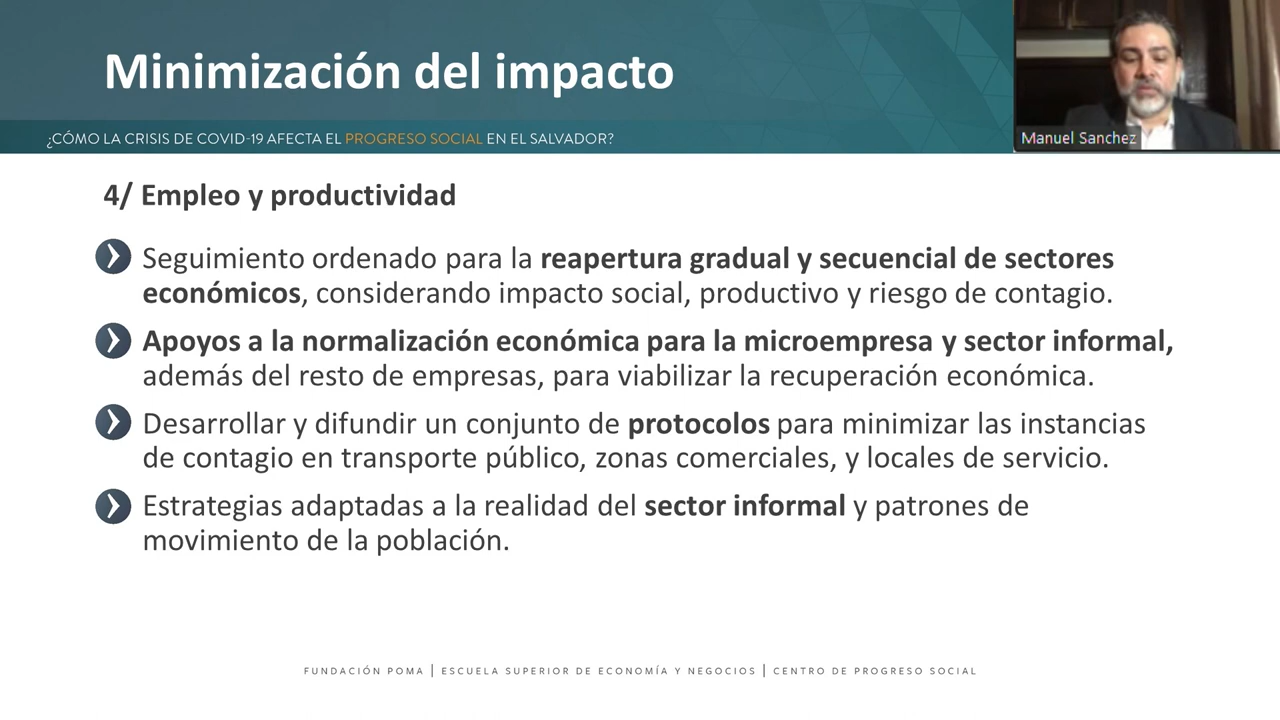 Minimización del impacto
¿CÓMO LA CRISIS DE COVID-19 AFECTA EL PROGRESO SOCIAL EN EL SALVADOR?
Manuel Sanchez
4/ Empleo y productividad
Seguimiento ordenado para la reapertura gradual y secuencial de sectores
económicos, considerando impacto social, productivo y riesgo de contagio.
Apoyos a la normalización económica para la microempresa y sector informal,
además del resto de empresas, para viabilizar la recuperación económica.
Desarrollar y difundir un conjunto de protocolos para minimizar las instancias
de contagio en transporte público, zonas comerciales, y locales de servicio.
Estrategias adaptadas a la realidad del sector informal y patrones de
movimiento de la población.
FUNDACIÓN POMA | ESCUELA SUPERIOR DE ECONOMÍA Y NEGOCIOS | CENTRO DE PROGRESO SOCIAL